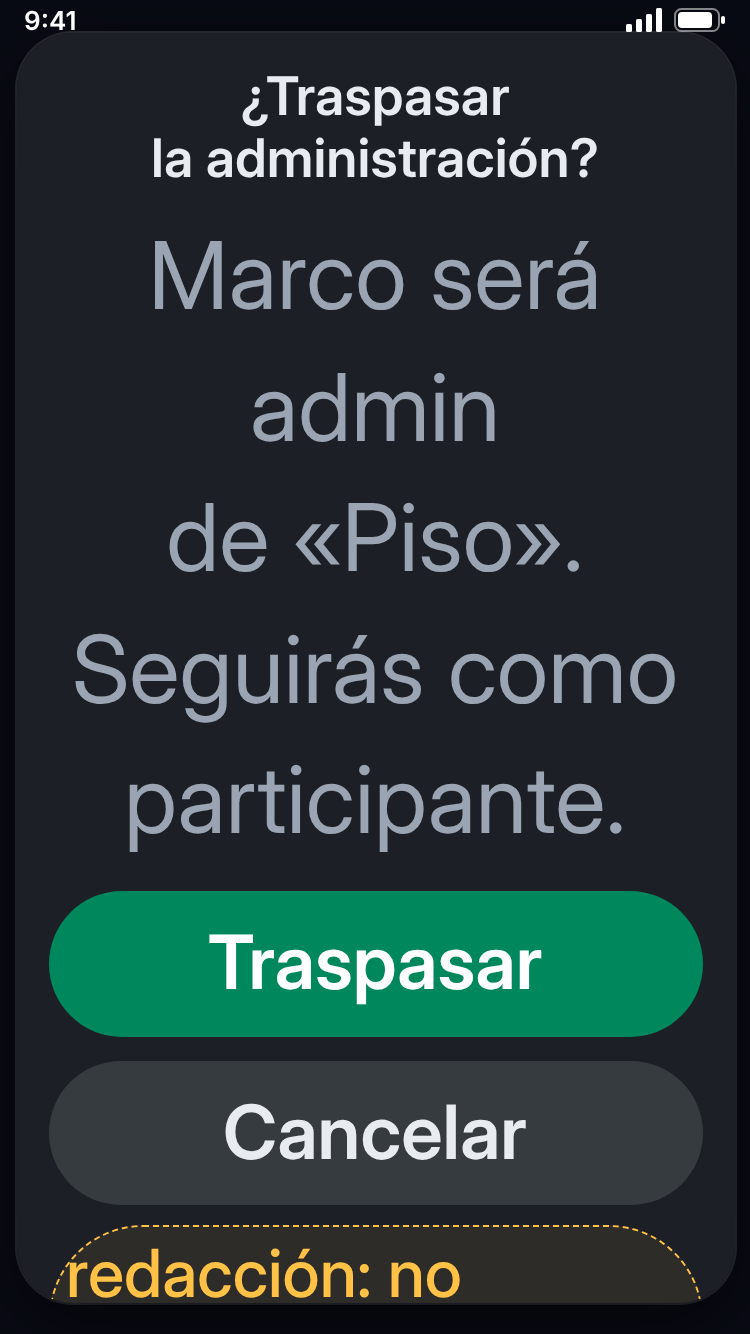 9:41
¿Traspasar
la administración?
Marco será
admin
de «Piso».
Seguirás como
participante.
Traspasar
Cancelar
redacción: no